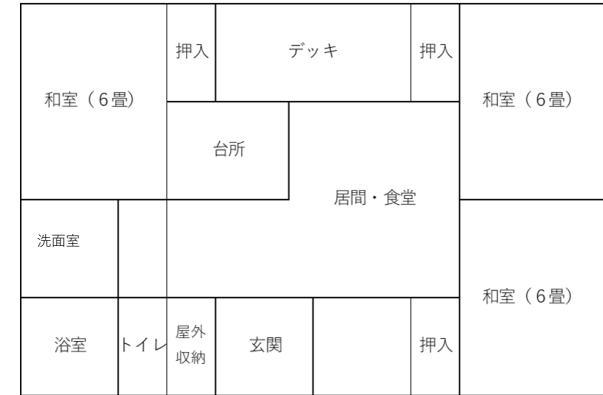 押入
デッキ
押入
和室（６畳）
和室（６畳）
台所
居間・食堂
洗面室
和室（６畳）
浴室
トイレ
屋外
収納
玄関
押入